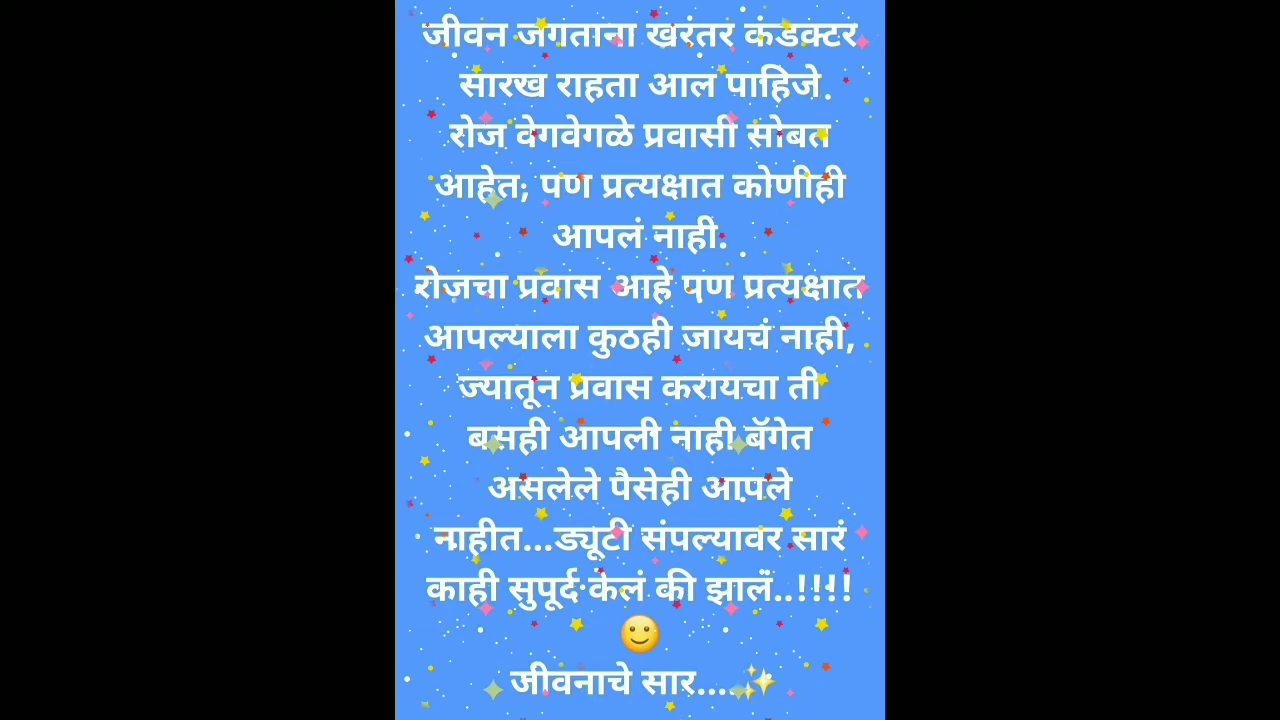 जीवन जगताना खरंतर कंडक्टर
सारख राहता आल पाहिजे.
रोज वेगवेगळे प्रवासी सोबत
आहेत; पण प्रत्यक्षात कोणीही
आपलं नाही.
रोजचा प्रवास आहे पण प्रत्यक्षात
आपल्याला कुठही जायचं नाही,
ज्यातून प्रवास करायचा ती
बसही आपली नाही बॅगेत
असलेले पैसेही आपले
नाहीत...ड्यूटी संपल्यावर सारं
काही सुपूर्द केलं की झालं..!!!!
🙂
जीवनाचे सार....✨